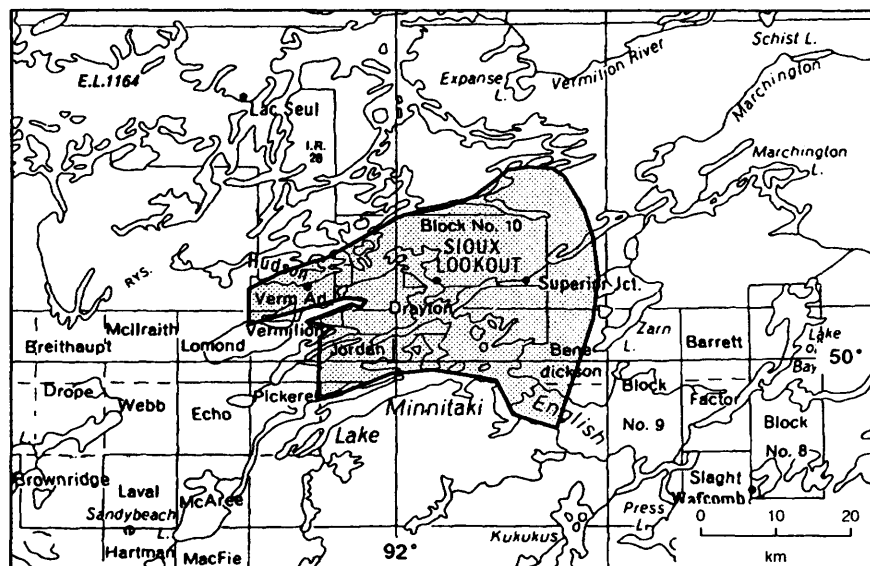 Schist L.
E.L.1164
Expanse
L.
Vermilion River
Marchington
Lac Seul
I.R.
28
Marchington
L.
Block No. 10
SIOUX
LOOKOUT
Hudson
RYS.
Superior Jct.
Verm Ad.
Drayton
McIlraith
Vermilion
Zarn
L.
Barrett
Lake
of
Bay
Breithaupt
Lomond
Jordan
Bene
dickson
50°
Drope
Webb
Echo
Pickere
Minnitaki
English
Block
No. 9
Factor
Block
No. 8
Lake
Brownridge
Laval
McAree
Sandybeach
L.
Hartman
MacFie
92°
Kukukus
Press
L.
Slaght
Watcomb
0 10 20
km